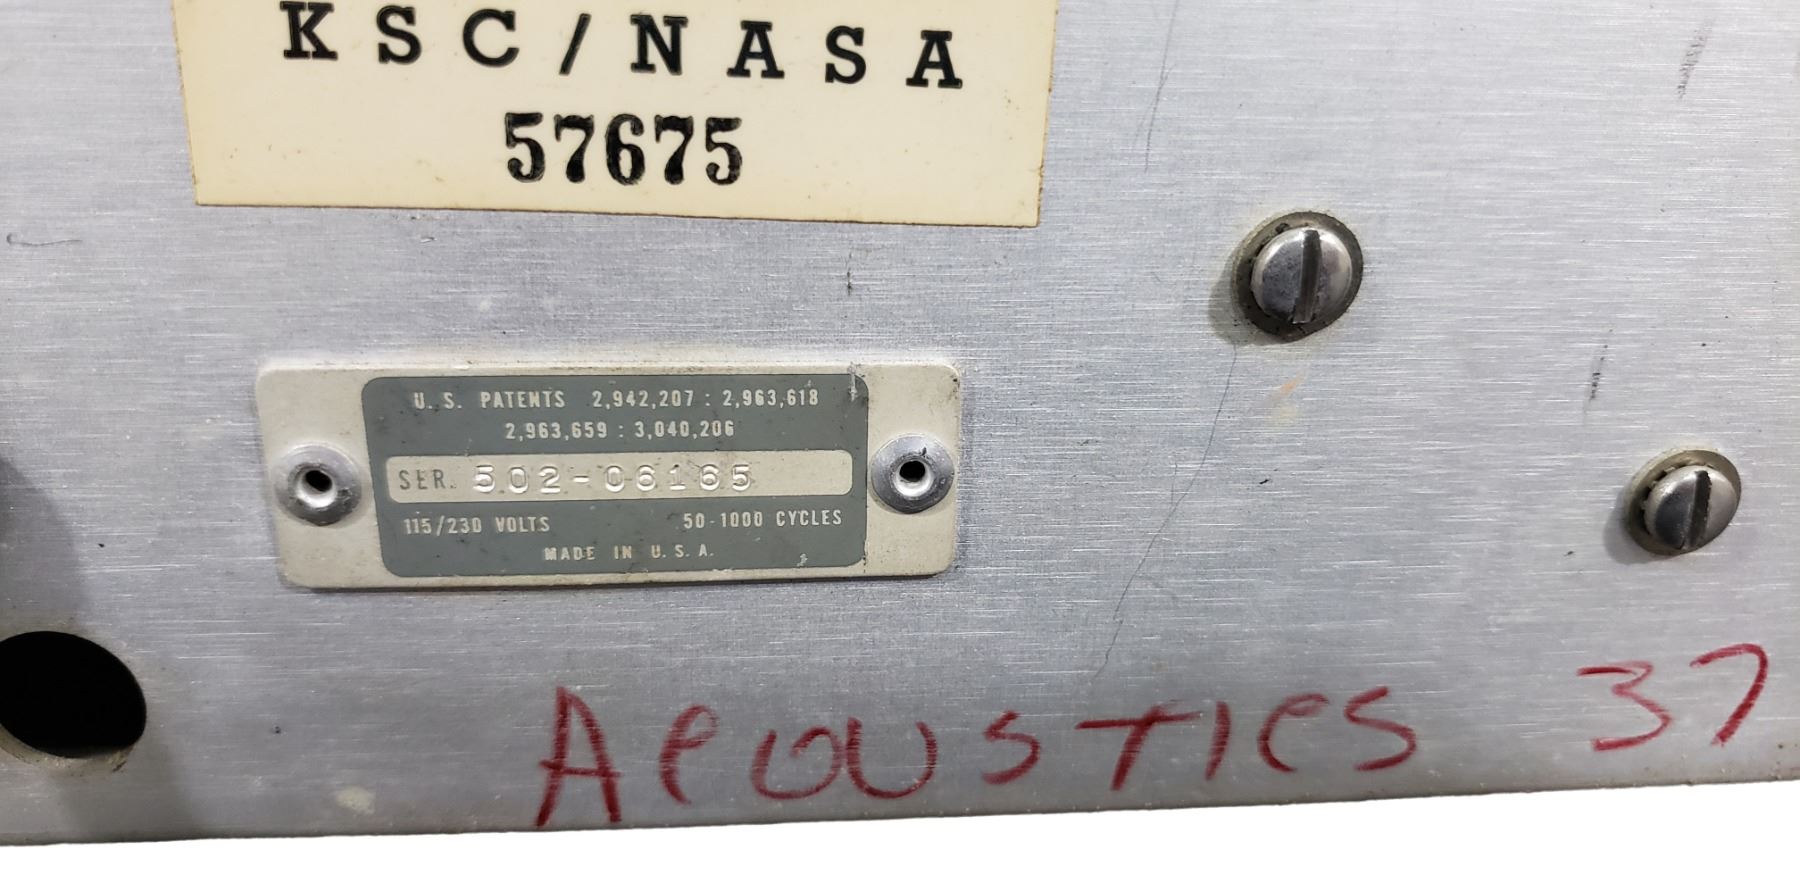 KSC/NASA
57675
U.S. PATENTS 2,942,207 : 2,963,618
2,963,659 : 3,040,206
SER. 502-06165
115/230 VOLTS 50-1000 CYCLES
MADE IN U.S.A.
Acoustics 37